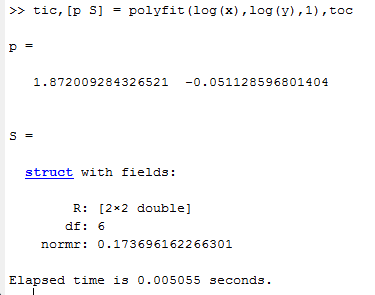 >> tic,[p S] = polyfit(log(x),log(y),1),toc
p =
1.872009284326521 -0.051128596801404
S =
struct with fields:
R: [2×2 double]
df: 6
normr: 0.173696162266301
Elapsed time is 0.005055 seconds.